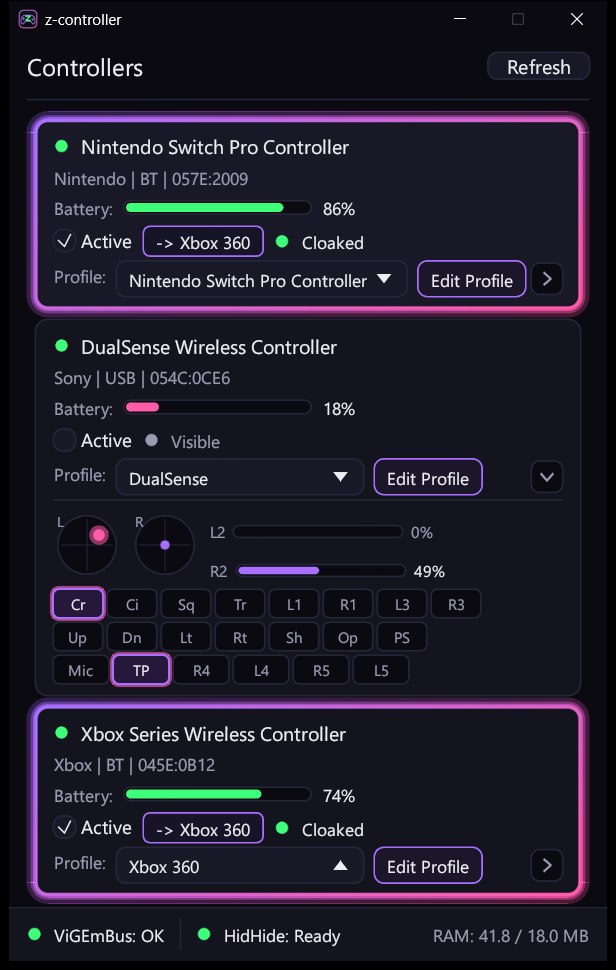 z-controller
Controllers
Refresh
Nintendo Switch Pro Controller
Nintendo | BT | 057E:2009
Battery: 86%
Active -> Xbox 360 Cloaked
Profile: Nintendo Switch Pro Controller Edit Profile
DualSense Wireless Controller
Sony | USB | 054C:0CE6
Battery: 18%
Active Visible
Profile: DualSense Edit Profile
L R L2 0%
R2 49%
Cr Ci Sq Tr L1 R1 L3 R3
Up Dn Lt Rt Sh Op PS
Mic TP R4 L4 R5 L5
Xbox Series Wireless Controller
Xbox | BT | 045E:0B12
Battery: 74%
Active -> Xbox 360 Cloaked
Profile: Xbox 360 Edit Profile
ViGEmBus: OK HidHide: Ready RAM: 41.8 / 18.0 MB